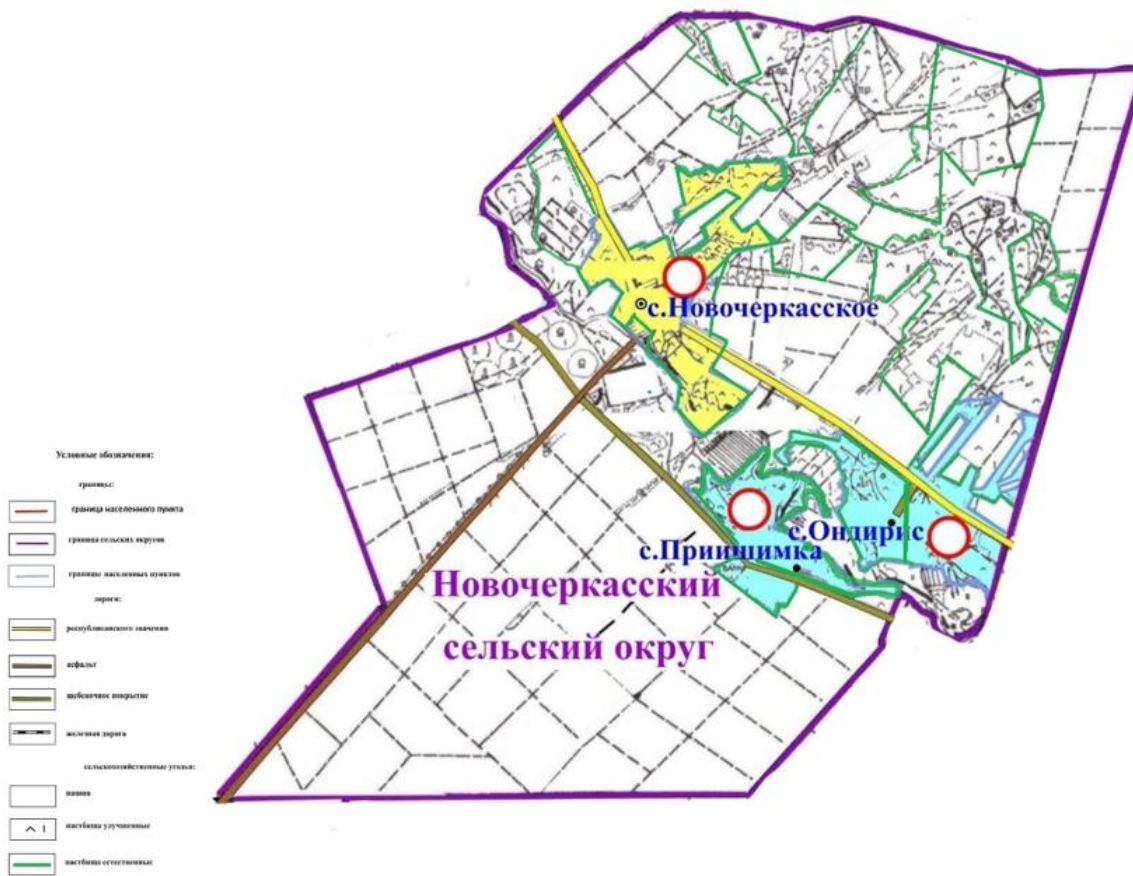 с.Новочеркасское
с.Ондирис
с.Приишимка
Новочеркасский
сельский округ
Условные обозначения:
границы:
граница населенного пункта
граница сельских округов
границы населенных пунктов
дороги:
республиканского значения
асфальт
щебеночное покрытие
железная дорога
сельскохозяйственные угодья:
пашня
пастбища улучшенные
пастбища естественные